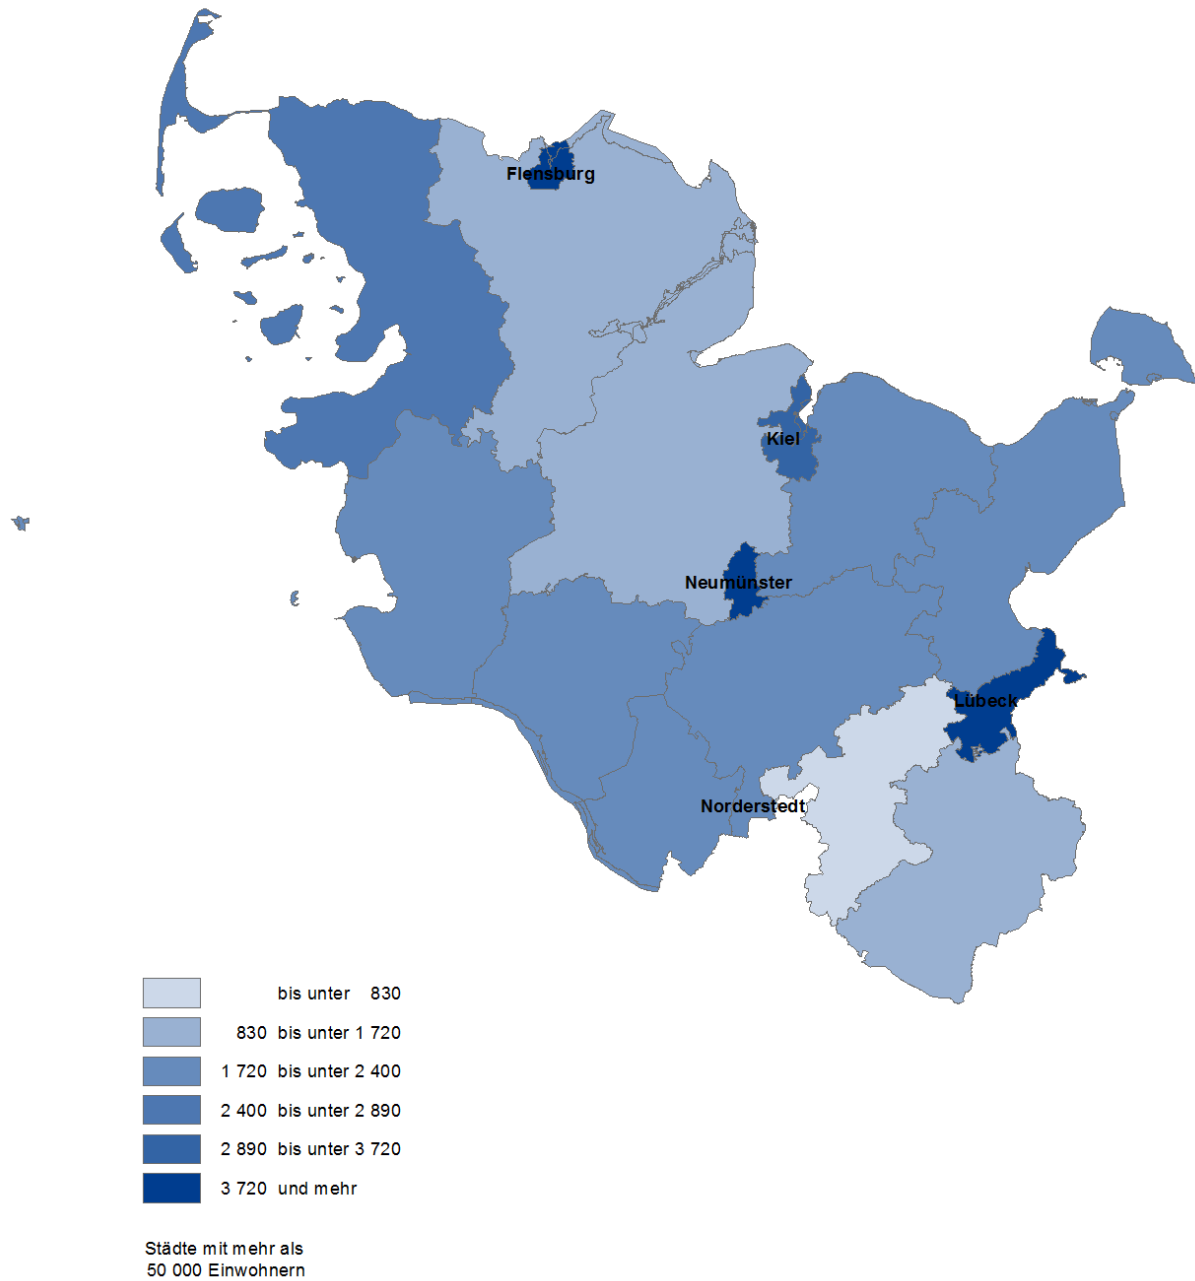 Flensburg
Kiel
Neumünster
Lübeck
Norderstedt
bis unter 830
830 bis unter 1 720
1 720 bis unter 2 400
2 400 bis unter 2 890
2 890 bis unter 3 720
3 720 und mehr
Städte mit mehr als
50 000 Einwohnern